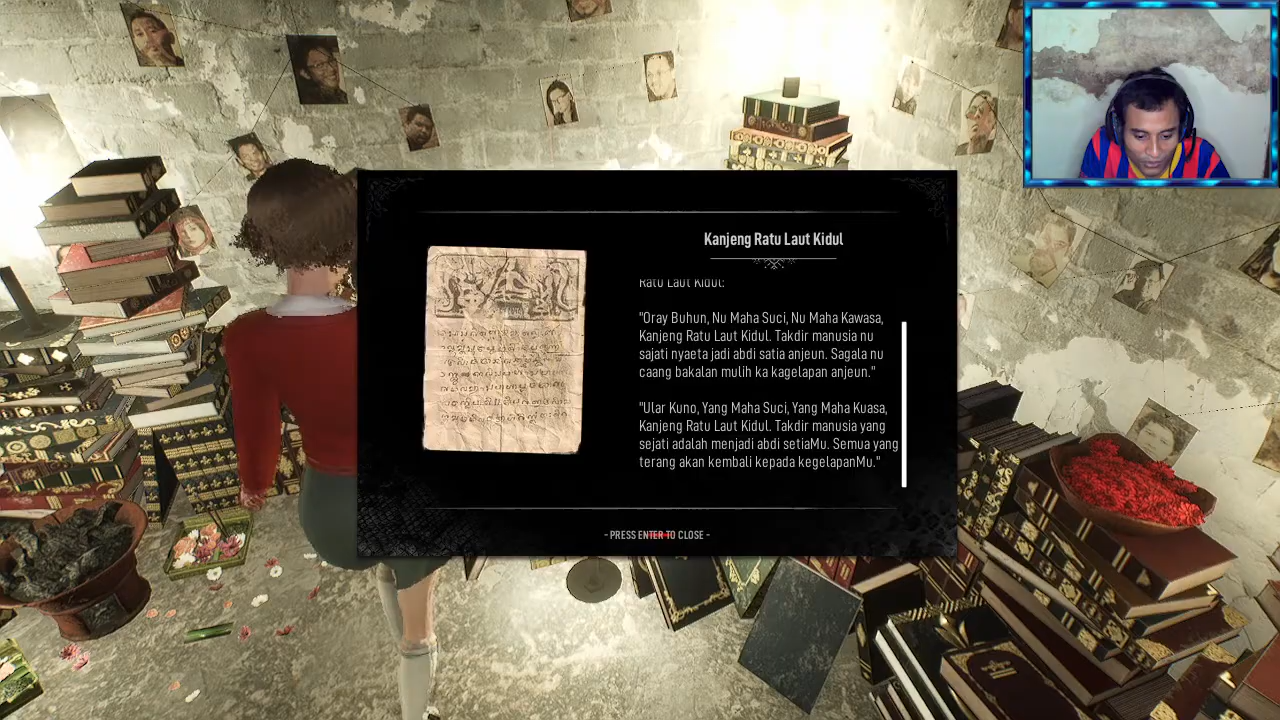 Kanjeng Ratu Laut Kidul
Ratu Laut Kidul:
"Oray Buhun, Nu Maha Suci, Nu Maha Kawasa,
Kanjeng Ratu Laut Kidul. Takdir manusia nu
sajati nyaeta jadi abdi satia anjeun. Sagala nu
caang bakalan mulih ka kagelapan anjeun."
"Ular Kuno, Yang Maha Suci, Yang Maha Kuasa,
Kanjeng Ratu Laut Kidul. Takdir manusia yang
sejati adalah menjadi abdi setiaMu. Semua yang
terang akan kembali kepada kegelapanMu."
- PRESS ENTER TO CLOSE -